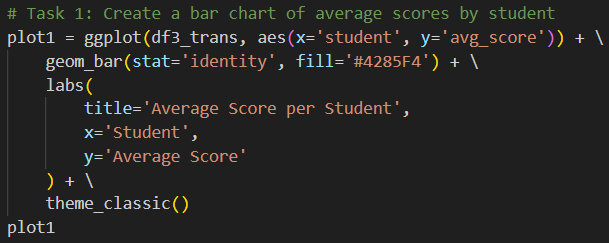 # Task 1: Create a bar chart of average scores by student
plot1 = ggplot(df3_trans, aes(x='student', y='avg_score')) + \
    geom_bar(stat='identity', fill='#4285F4') + \
    labs(
        title='Average Score per Student',
        x='Student',
        y='Average Score'
    ) + \
    theme_classic()
plot1